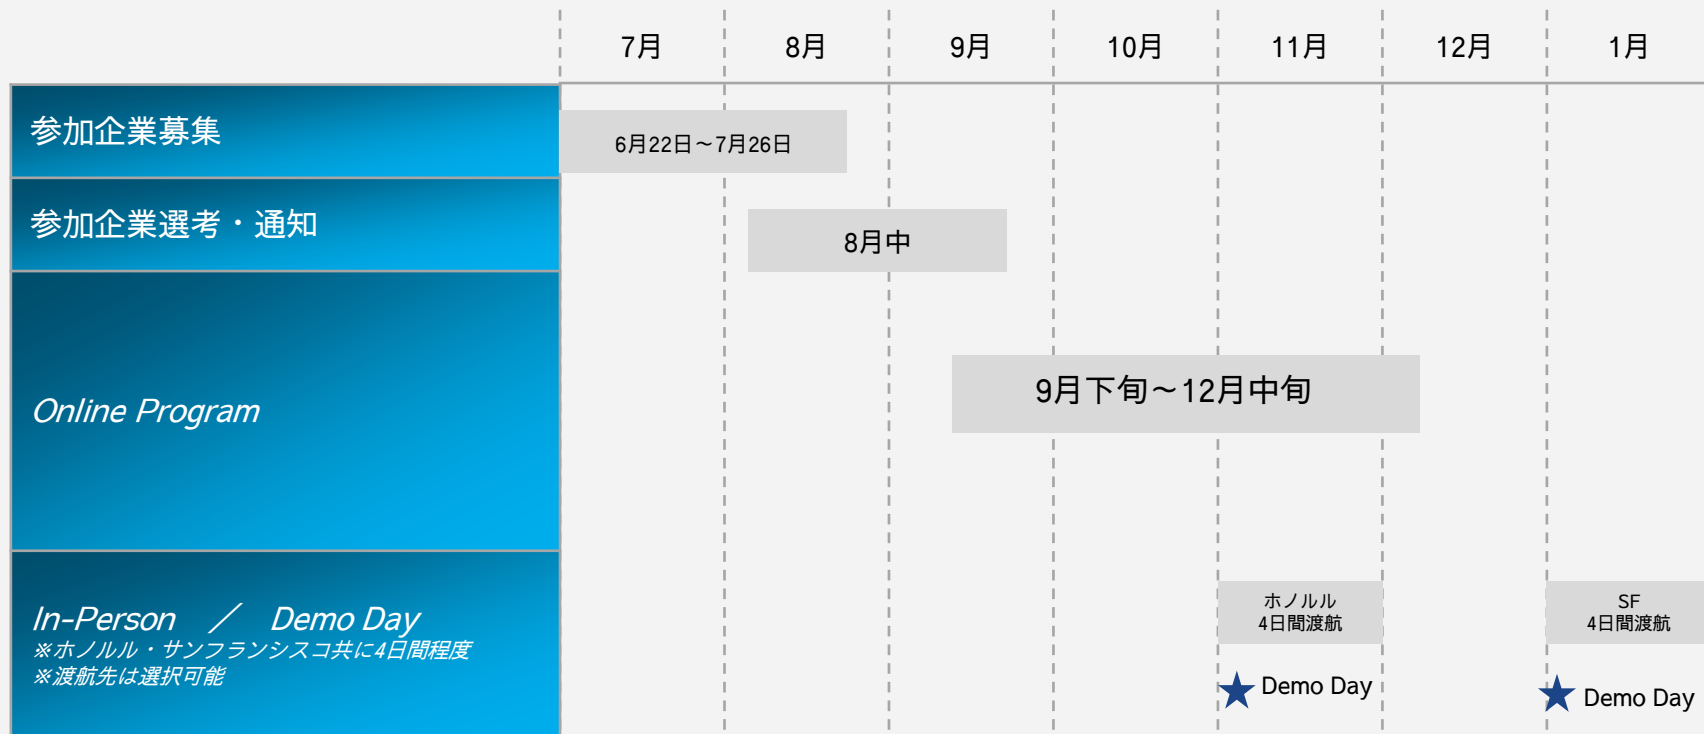 7月 8月 9月 10月 11月 12月 1月
参加企業募集
6月22日～7月26日
参加企業選考・通知
8月中
Online Program
9月下旬～12月中旬
In-Person ／ Demo Day
※ホノルル・サンフランシスコ共に4日間程度
※渡航先は選択可能
ホノルル
4日間渡航
Demo Day
SF
4日間渡航
Demo Day